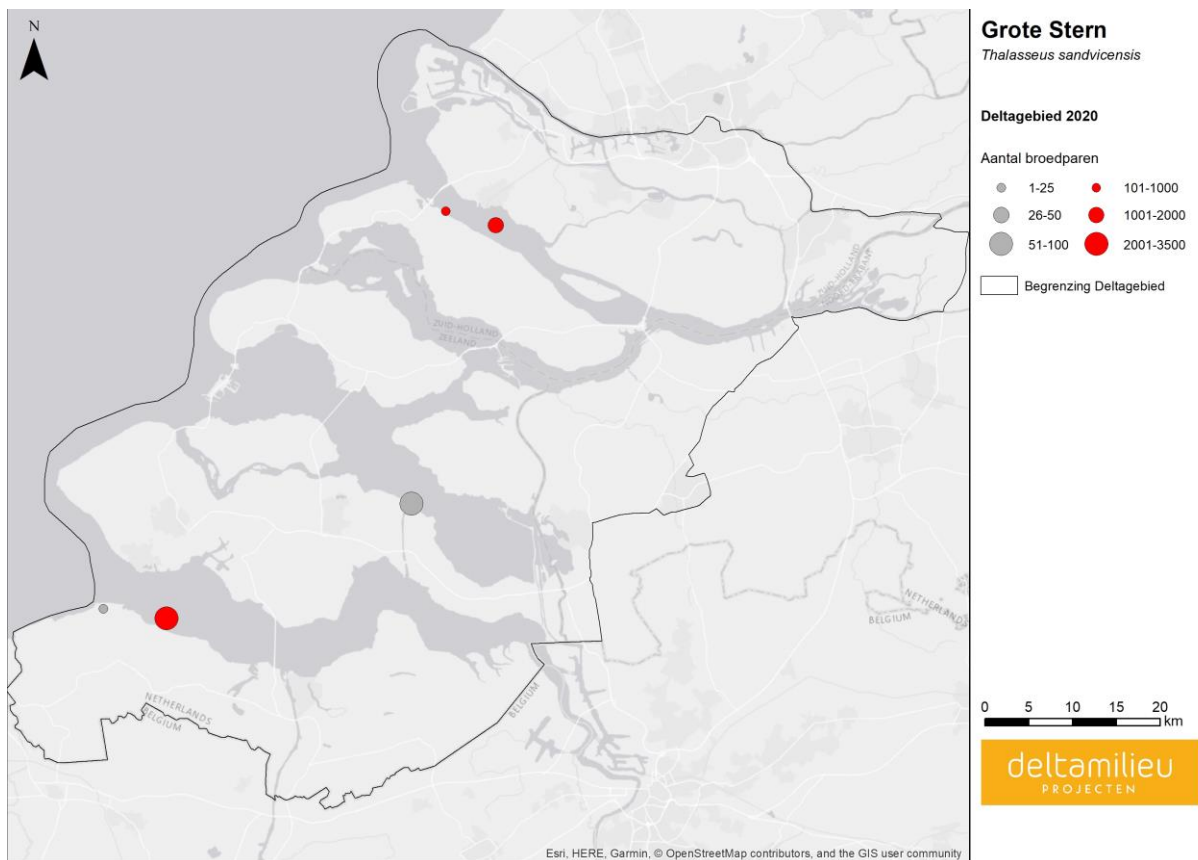 N
Grote Stern
Thalasseus sandvicensis
Deltagebied 2020
Aantal broedparen
1-25
101-1000
26-50
1001-2000
51-100
2001-3500
Begrenzing Deltagebied
ZUID-HOLLAND
ZUID-HOLLAND
ZEELAND
NETHERLANDS
BELGIUM
NETHERLANDS
BELGIUM
BELGIUM
0 5 10 15 20
km
deltamilieu
PROJECTEN
Esri, HERE, Garmin, © OpenStreetMap contributors, and the GIS user community